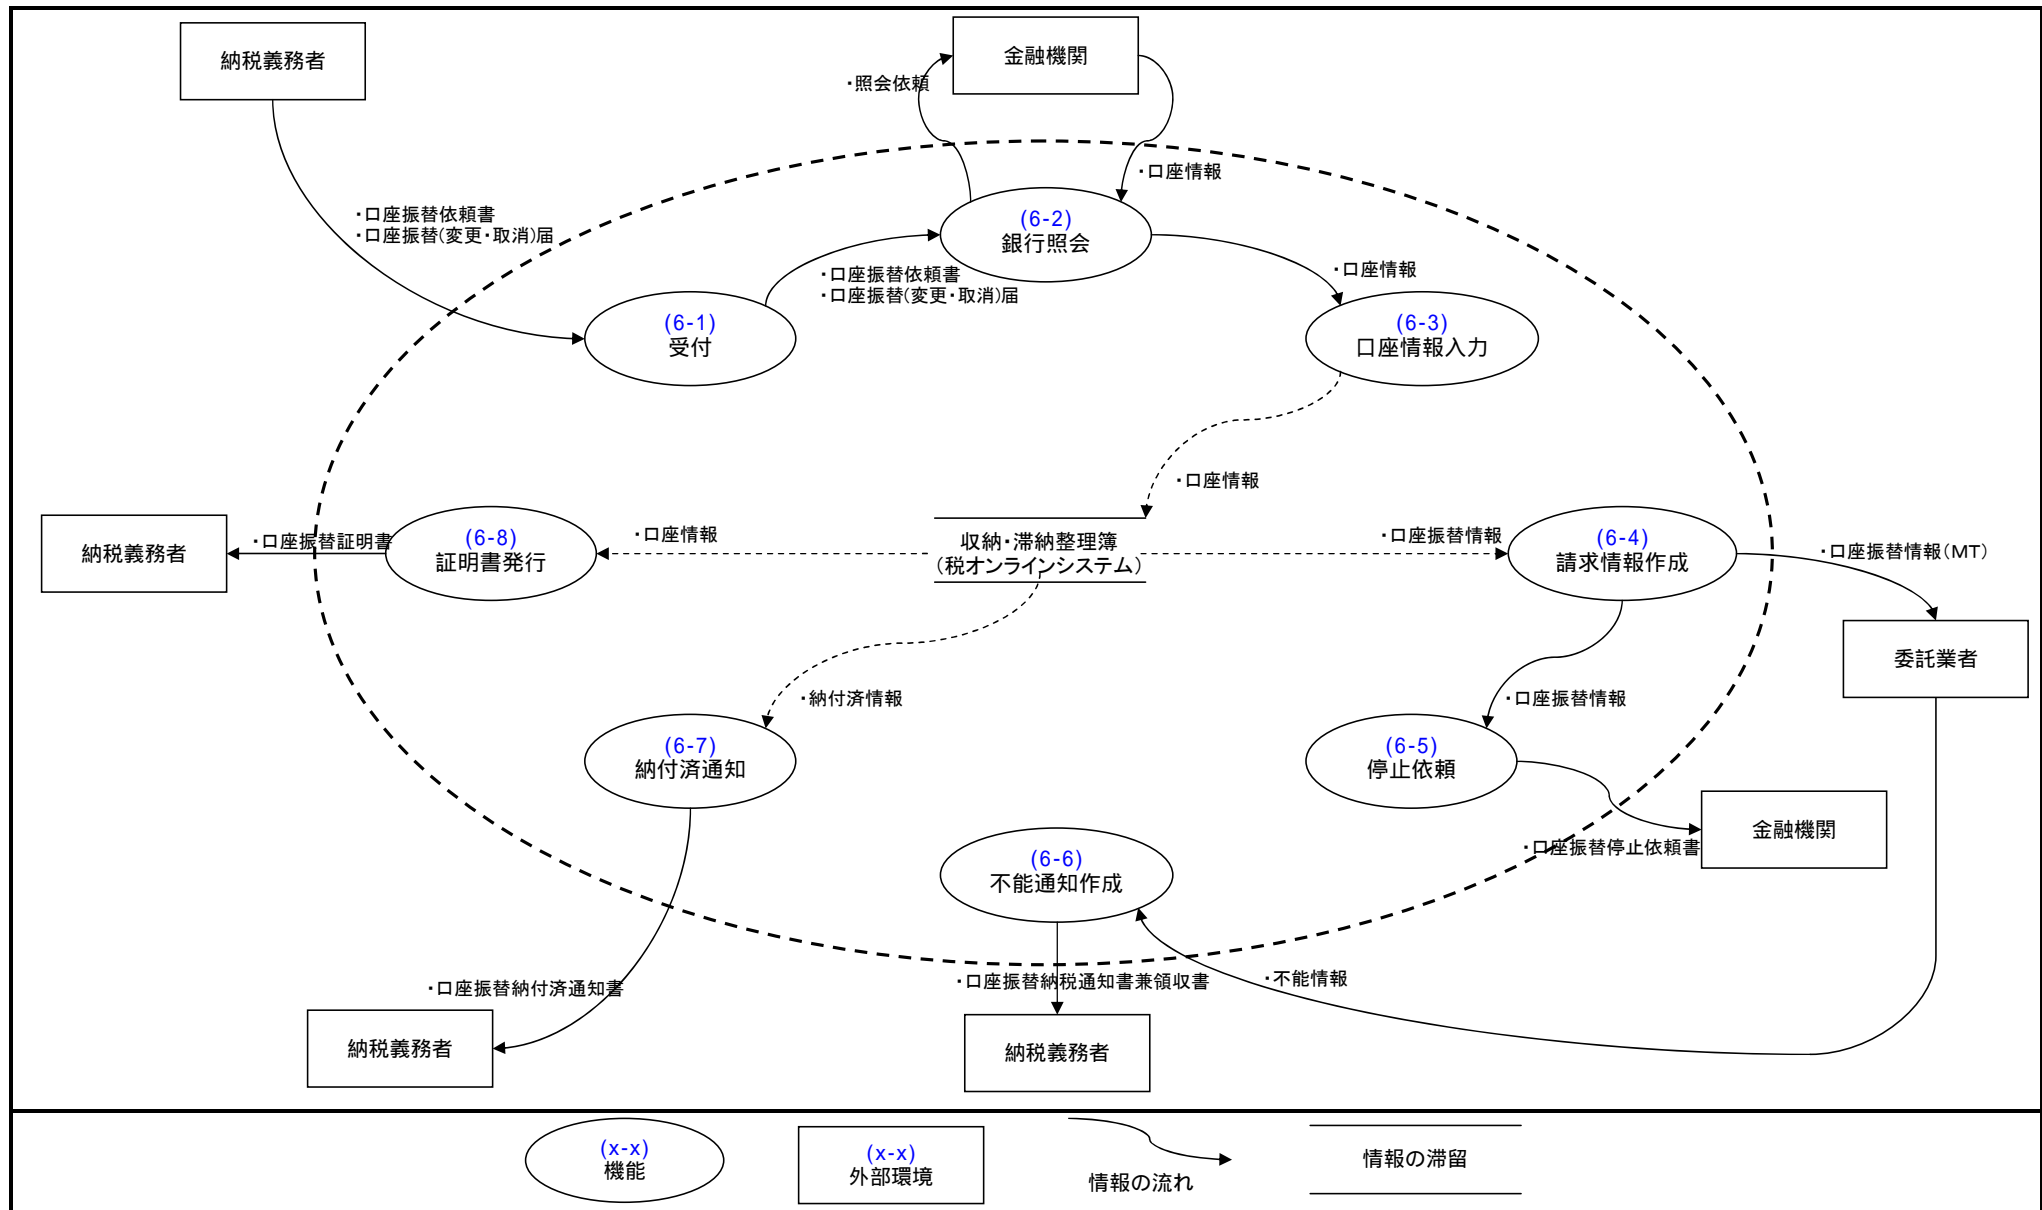 納税義務者
金融機関
・照会依頼
・口座情報
・口座振替依頼書
・口座振替(変更・取消)届
(6-2)
銀行照会
・口座振替依頼書
・口座振替(変更・取消)届
・口座情報
(6-1)
受付
(6-3)
口座情報入力
・口座情報
納税義務者
・口座振替証明書
(6-8)
証明書発行
・口座情報
収納・滞納整理簿
(税オンラインシステム)
・口座振替情報
(6-4)
請求情報作成
・口座振替情報(MT)
委託業者
・納付済情報
・口座振替情報
(6-7)
納付済通知
(6-5)
停止依頼
金融機関
・口座振替停止依頼書
(6-6)
不能通知作成
・口座振替納付済通知書
・口座振替納税通知書兼領収書
・不能情報
納税義務者
納税義務者
(x-x)
機能
(x-x)
外部環境
情報の流れ
情報の滞留